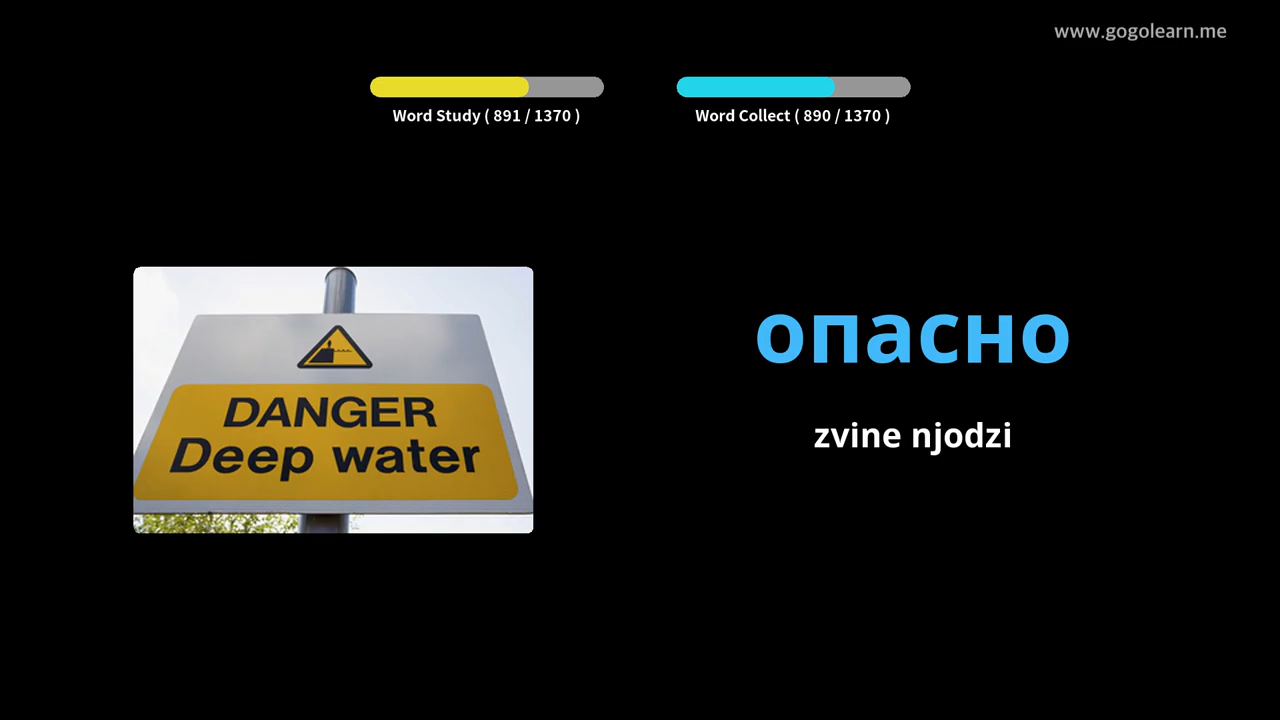 www.gogolearn.me
Word Study ( 891 / 1370 )
Word Collect ( 890 / 1370 )
DANGER
Deep water
опасно
zvine njodzi